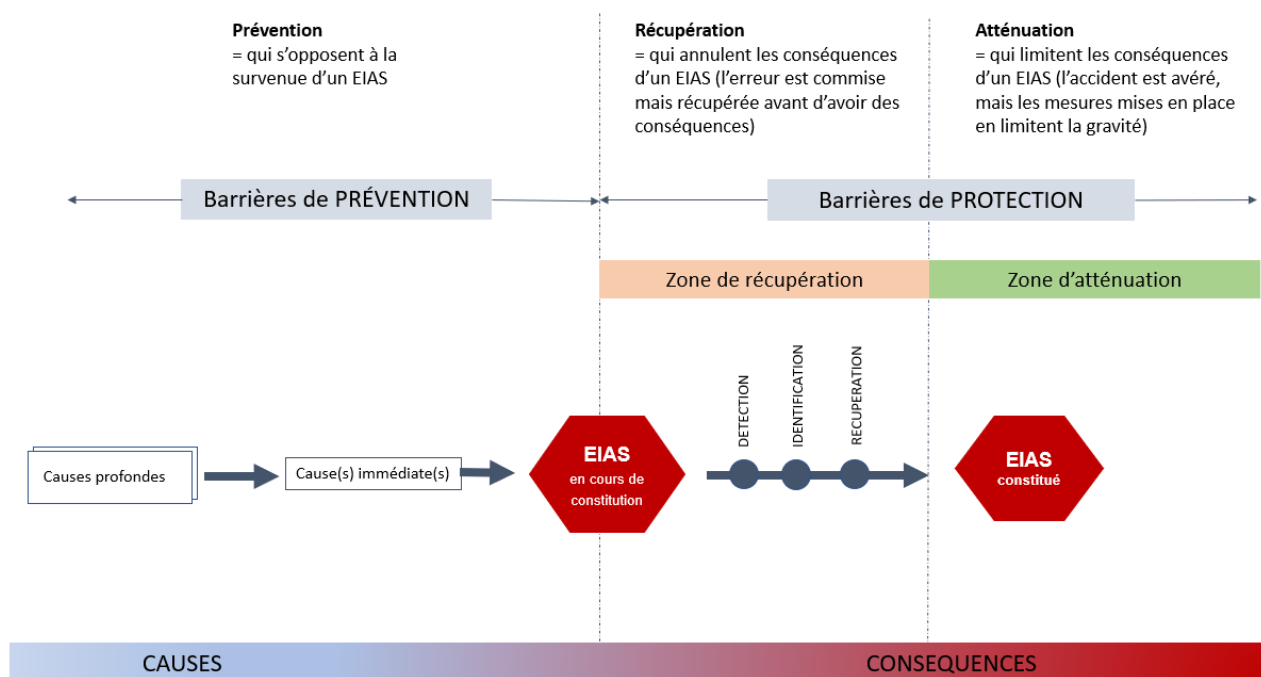 Prévention
= qui s’opposent à la
survenue d’un EIAS
Récupération
= qui annulent les conséquences
d’un EIAS (l’erreur est commise
mais récupérée avant d’avoir des
conséquences)
Atténuation
= qui limitent les conséquences
d’un EIAS (l’accident est avéré,
mais les mesures mises en place
en limitent la gravité)
Barrières de PRÉVENTION
Barrières de PROTECTION
Zone de récupération
Zone d’atténuation
DETECTION
IDENTIFICATION
RECUPERATION
Causes profondes
Cause(s) immédiate(s)
EIAS
en cours de
constitution
EIAS
constitué
CAUSES
CONSEQUENCES